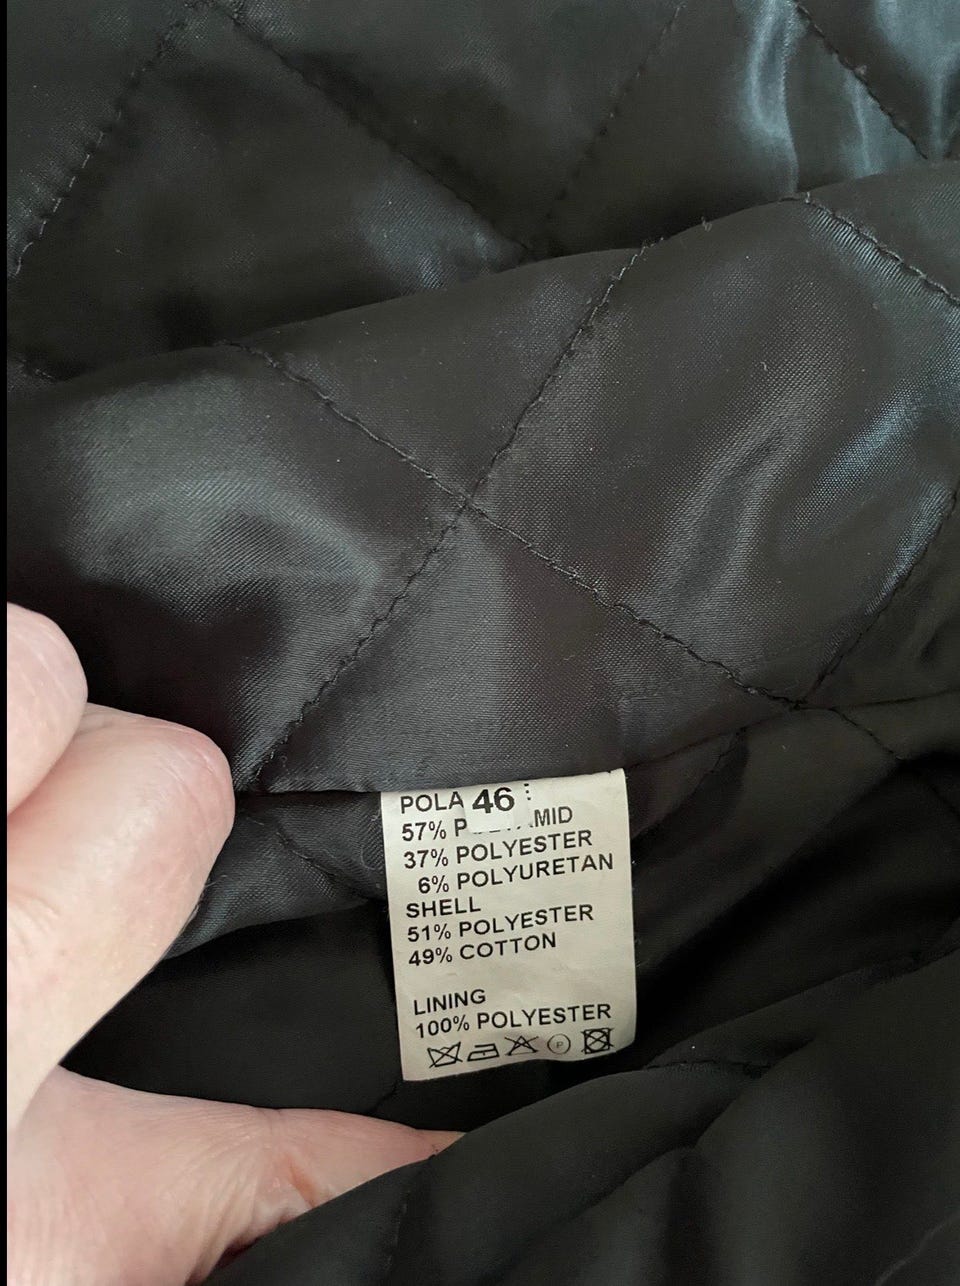 POLA 46
57% P
37% POLYESTER
6% POLYURETAN
SHELL
51% POLYESTER
49% COTTON
LINING
100% POLYESTER
P